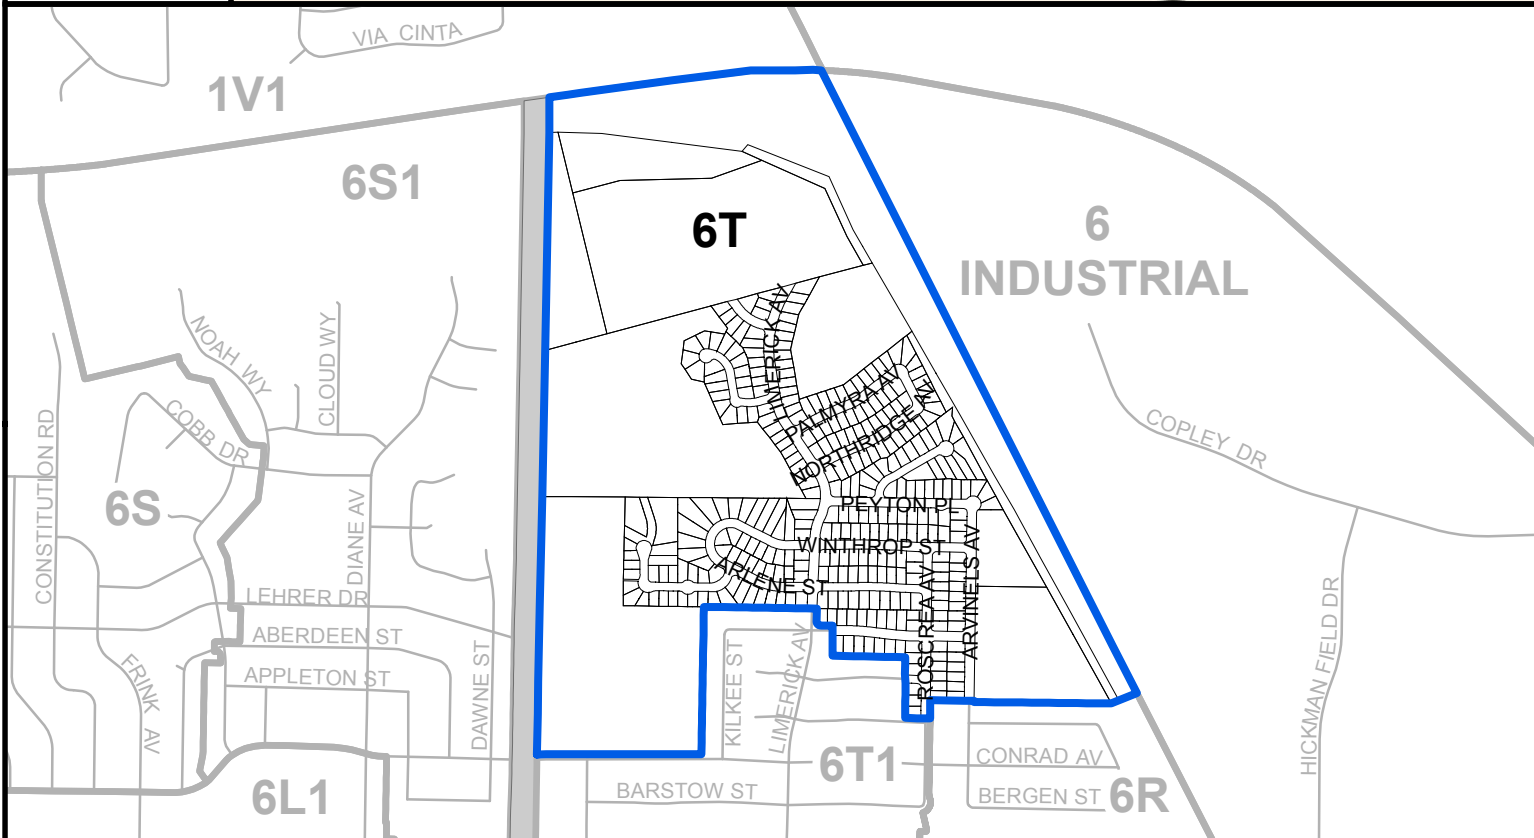 VIA CINTA
1V1
6S1
6T
6
INDUSTRIAL
NOAH WY
CLOUD WY
LIMERICK AV
PALMYRA AV
NORTHRIDGE AV
COBB DR
COPLEY DR
CONSTITUTION RD
6S
DIANE AV
PEYTON PL
WINTHROP ST
ARLENE ST
ARVINELS AV
ROSCREA AV
LEHRER DR
ABERDEEN ST
APPLETON ST
FRINK AV
DAWNE ST
KILKEE ST
LIMERICK AV
HICKMAN FIELD DR
6T1
CONRAD AV
BARSTOW ST
BERGEN ST
6R
6L1